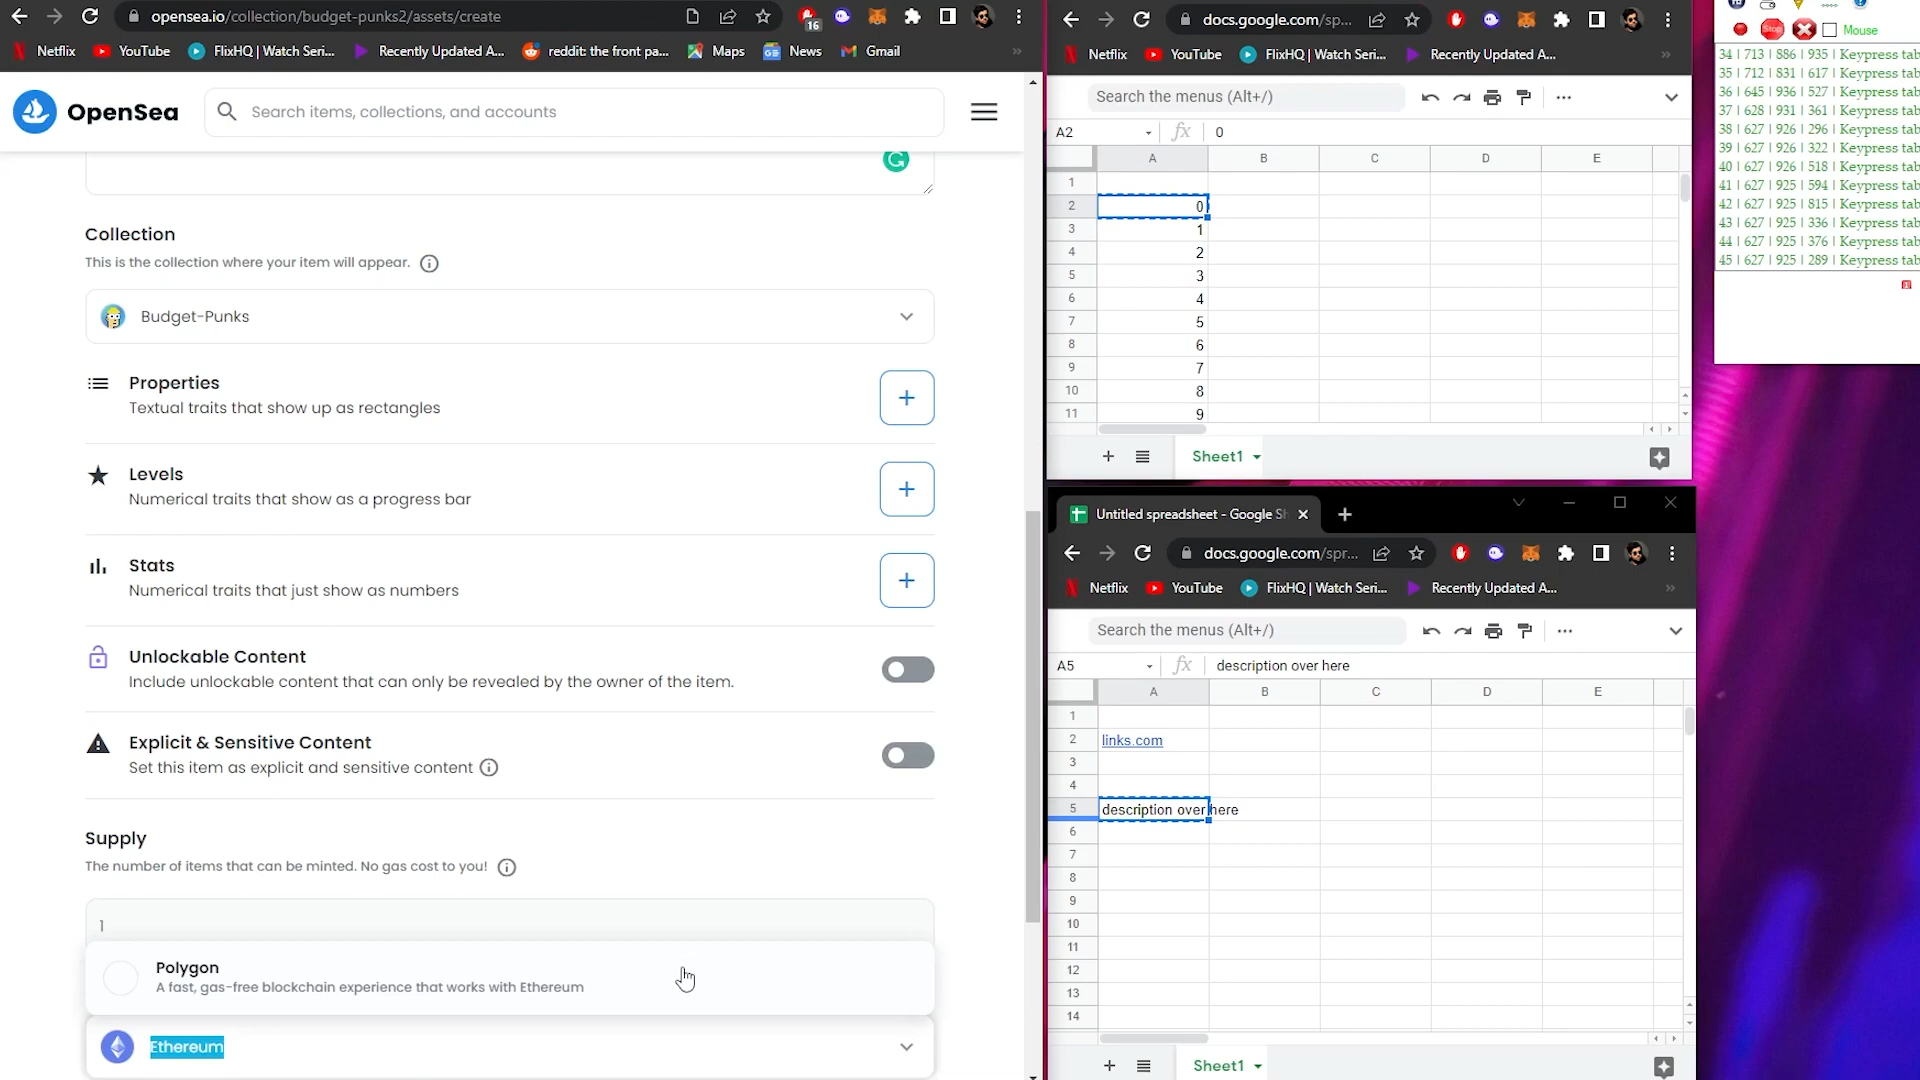 opensea.io/collection/budget-punks2/assets/create
16
Netflix
YouTube
FlixHQ | Watch Seri...
Recently Updated A...
reddit: the front pa...
Maps
News
Gmail
»
OpenSea
Search items, collections, and accounts
Collection
This is the collection where your item will appear.
Budget-Punks
Properties
Textual traits that show up as rectangles
Levels
Numerical traits that show as a progress bar
Stats
Numerical traits that just show as numbers
Unlockable Content
Include unlockable content that can only be revealed by the owner of the item.
Explicit & Sensitive Content
Set this item as explicit and sensitive content
Supply
The number of items that can be minted. No gas cost to you!
1
Polygon
A fast, gas-free blockchain experience that works with Ethereum
Ethereum
docs.google.com/sp...
Netflix
YouTube
FlixHQ | Watch Seri...
Recently Updated A...
»
Search the menus (Alt+/)
A2
fx
0
A B C D E
1
2 0
3 1
4 2
5 3
6 4
7 5
8 6
9 7
10 8
11 9
Sheet1
Untitled spreadsheet - Google Sh
docs.google.com/spr...
Netflix
YouTube
FlixHQ | Watch Seri...
Recently Updated A...
»
Search the menus (Alt+/)
A5
fx
description over here
A B C D E
1
2 links.com
3
4
5 description over here
6
7
8
9
10
11
12
13
14
Sheet1
Stop
Mouse
34 | 713 | 886 | 935 | Keypress tab
35 | 712 | 831 | 617 | Keypress tab
36 | 645 | 936 | 527 | Keypress tab
37 | 628 | 931 | 361 | Keypress tab
38 | 627 | 926 | 296 | Keypress tab
39 | 627 | 926 | 322 | Keypress tab
40 | 627 | 926 | 518 | Keypress tab
41 | 627 | 925 | 594 | Keypress tab
42 | 627 | 925 | 815 | Keypress tab
43 | 627 | 925 | 336 | Keypress tab
44 | 627 | 925 | 376 | Keypress tab
45 | 627 | 925 | 289 | Keypress tab